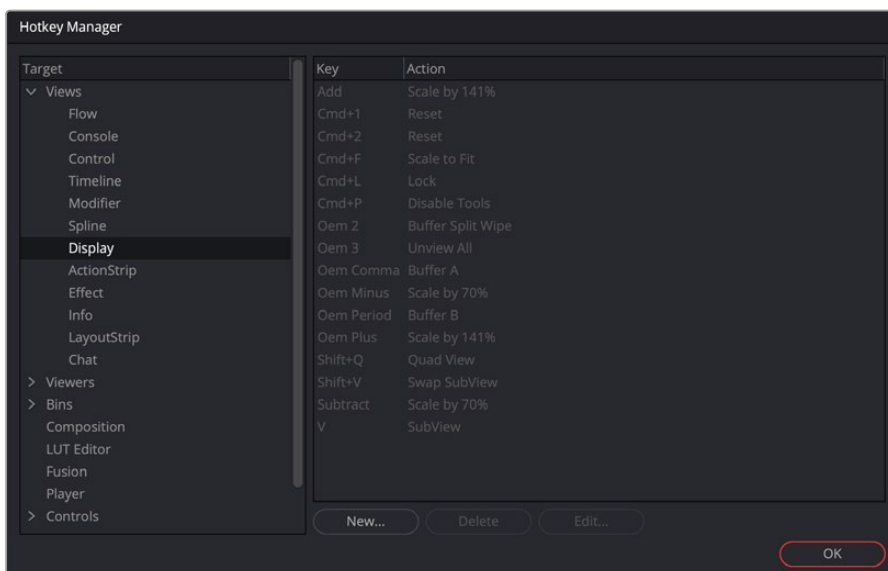 Hotkey Manager
Target
Views
Flow
Console
Control
Timeline
Modifier
Spline
Display
ActionStrip
Effect
Info
LayoutStrip
Chat
Viewers
Bins
Composition
LUT Editor
Fusion
Player
Controls
Key Action
Add Scale by 141%
Cmd+1 Reset
Cmd+2 Reset
Cmd+F Scale to Fit
Cmd+L Lock
Cmd+P Disable Tools
Oem 2 Buffer Split Wipe
Oem 3 Unview All
Oem Comma Buffer A
Oem Minus Scale by 70%
Oem Period Buffer B
Oem Plus Scale by 141%
Shift+Q Quad View
Shift+V Swap SubView
Subtract Scale by 70%
V SubView
New... Delete Edit...
OK